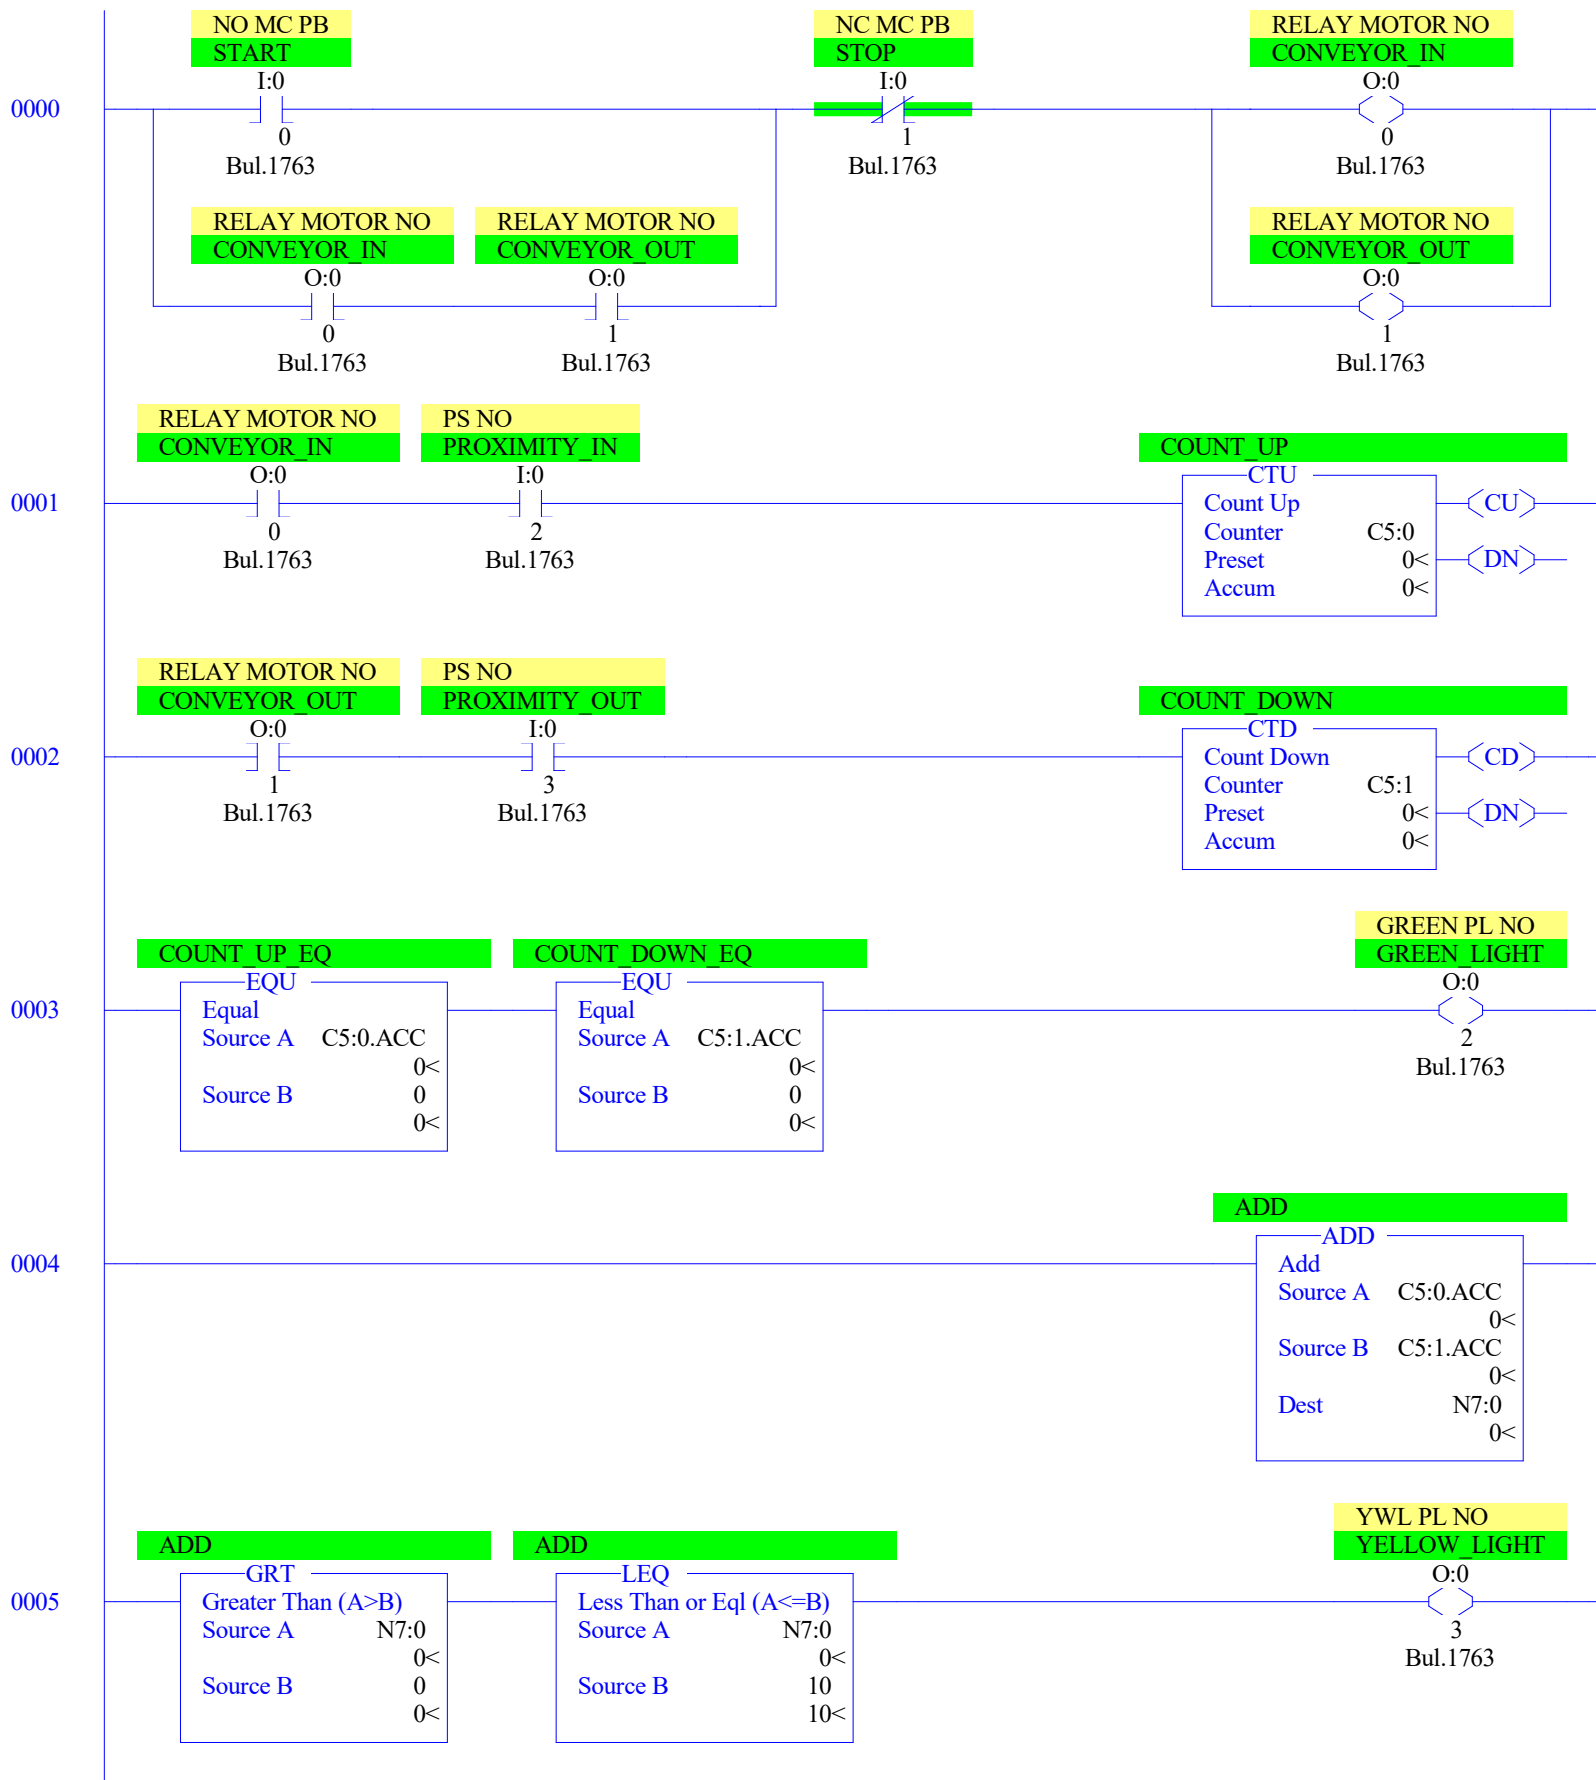 NO MC PB
START
I:0
0
Bul.1763
NC MC PB
STOP
I:0
1
Bul.1763
RELAY MOTOR NO
CONVEYOR_IN
O:0
0
Bul.1763
0000
RELAY MOTOR NO
CONVEYOR_IN
O:0
0
Bul.1763
RELAY MOTOR NO
CONVEYOR_OUT
O:0
1
Bul.1763
RELAY MOTOR NO
CONVEYOR_OUT
O:0
1
Bul.1763
0001
RELAY MOTOR NO
CONVEYOR_IN
O:0
0
Bul.1763
PS NO
PROXIMITY_IN
I:0
2
Bul.1763
COUNT_UP
CTU
Count Up
Counter C5:0
Preset 0<
Accum 0<
CU
DN
0002
RELAY MOTOR NO
CONVEYOR_OUT
O:0
1
Bul.1763
PS NO
PROXIMITY_OUT
I:0
3
Bul.1763
COUNT_DOWN
CTD
Count Down
Counter C5:1
Preset 0<
Accum 0<
CD
DN
0003
COUNT_UP_EQ
EQU
Equal
Source A C5:0.ACC
0<
Source B 0
0<
COUNT_DOWN_EQ
EQU
Equal
Source A C5:1.ACC
0<
Source B 0
0<
GREEN PL NO
GREEN_LIGHT
O:0
2
Bul.1763
0004
ADD
ADD
Add
Source A C5:0.ACC
0<
Source B C5:1.ACC
0<
Dest N7:0
0<
0005
ADD
GRT
Greater Than (A>B)
Source A N7:0
0<
Source B 0
0<
ADD
LEQ
Less Than or Eql (A<=B)
Source A N7:0
0<
Source B 10
10<
YWL PL NO
YELLOW_LIGHT
O:0
3
Bul.1763